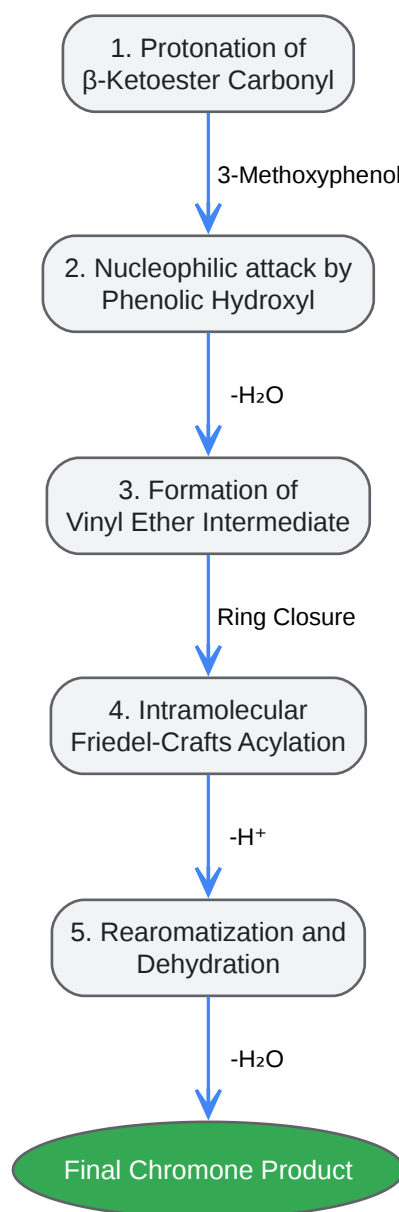 1. Protonation of
β-Ketoester Carbonyl
3-Methoxyphenol
2. Nucleophilic attack by
Phenolic Hydroxyl
-H₂O
3. Formation of
Vinyl Ether Intermediate
Ring Closure
4. Intramolecular
Friedel-Crafts Acylation
-H⁺
5. Rearomatization and
Dehydration
-H₂O
Final Chromone Product